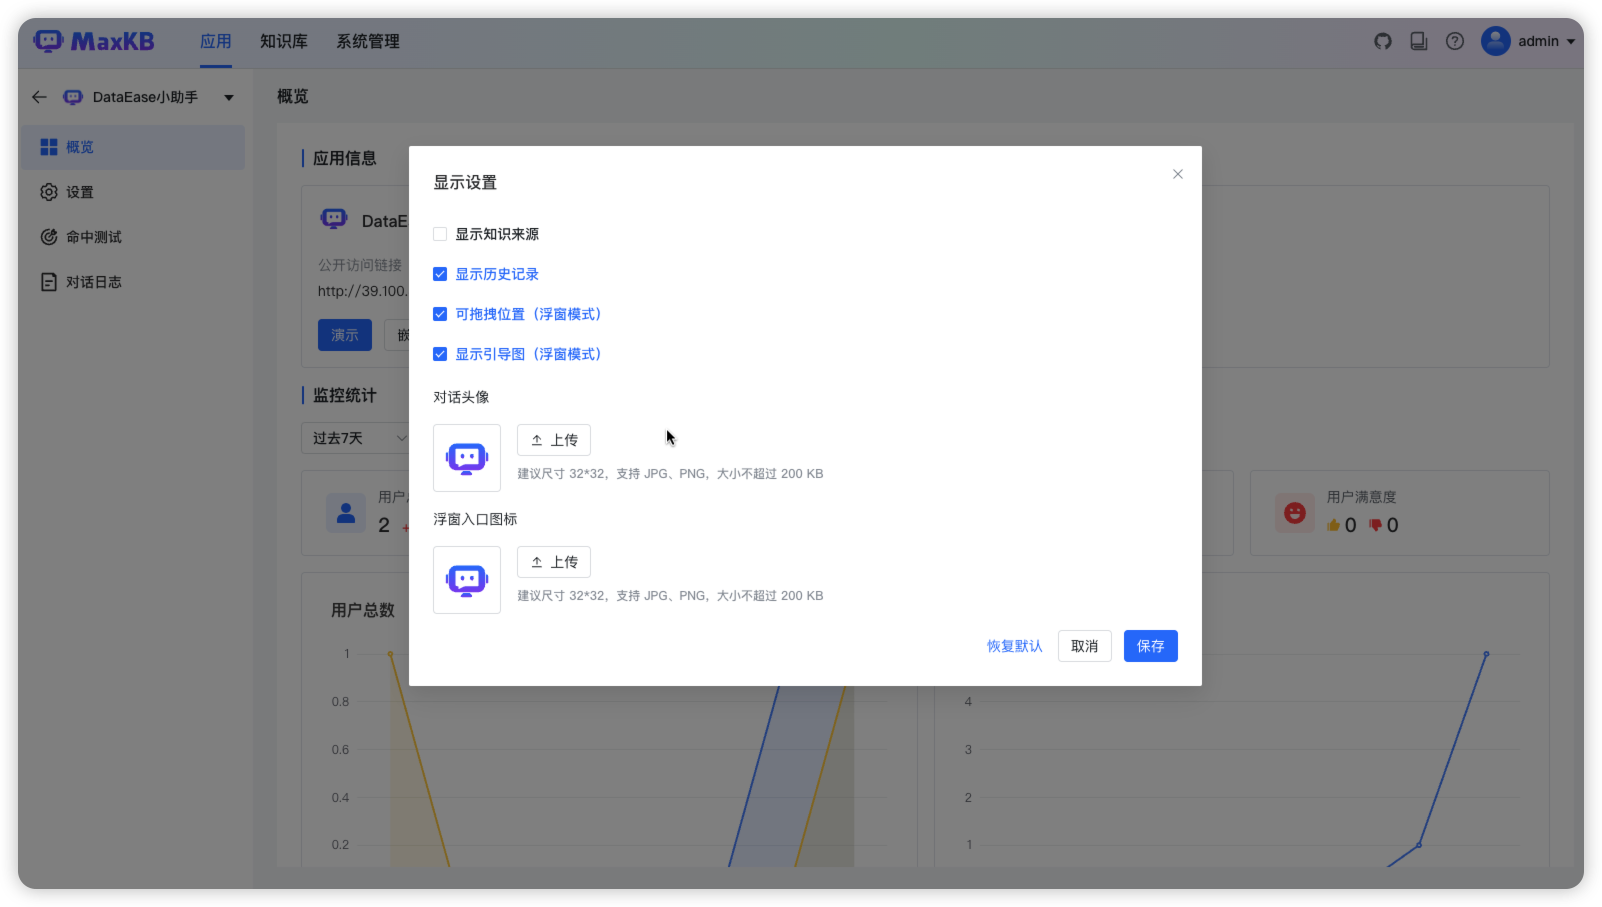 MaxKB 应用 知识库 系统管理 admin
DataEase小助手
概览
概览
设置
命中测试
对话日志
应用信息
DataE
公开访问链接
http://39.100.
演示
嵌
监控统计
过去7天
用户
2 +
用户满意度
0 0
用户总数
1
0.8
0.6
0.4
0.2
4
3
2
1
显示设置
显示知识来源
显示历史记录
可拖拽位置（浮窗模式）
显示引导图（浮窗模式）
对话头像
上传
建议尺寸 32*32，支持 JPG、PNG，大小不超过 200 KB
浮窗入口图标
上传
建议尺寸 32*32，支持 JPG、PNG，大小不超过 200 KB
恢复默认 取消 保存